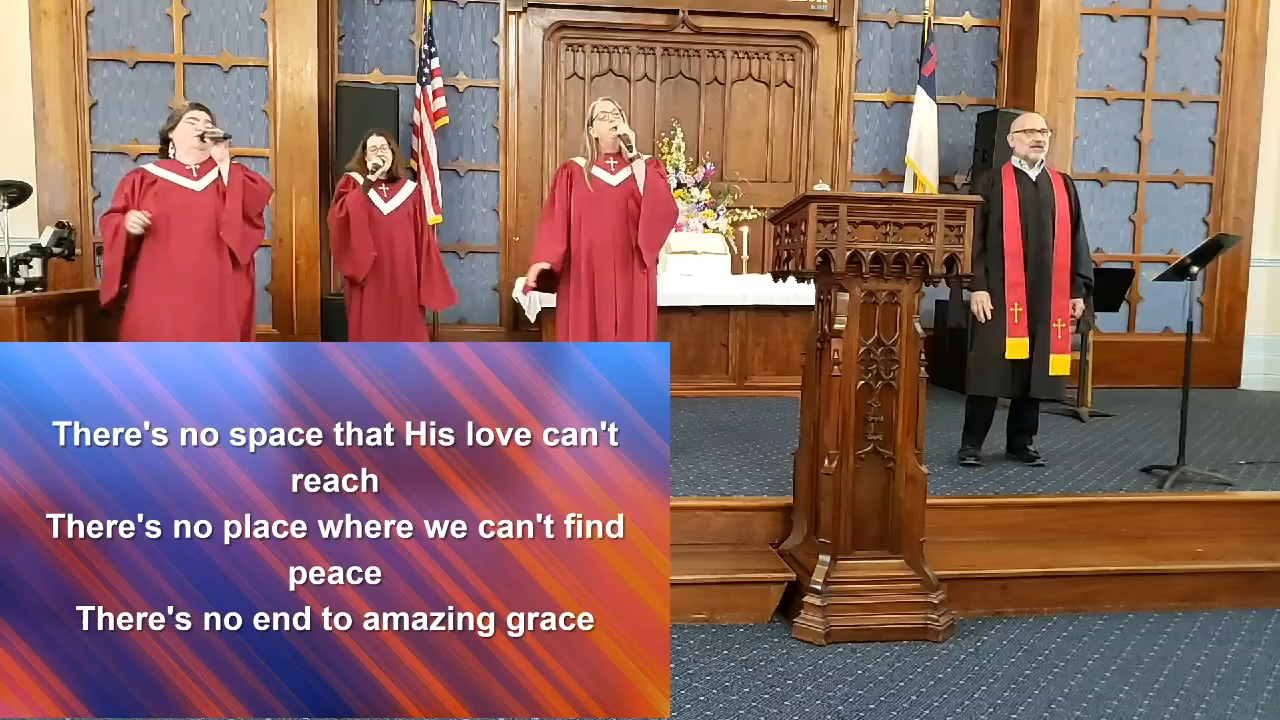 There's no space that His love can't
reach
There's no place where we can't find
peace
There's no end to amazing grace